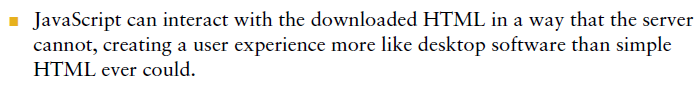 JavaScript can interact with the downloaded HTML in a way that the server
cannot, creating a user experience more like desktop software than simple
HTML ever could.